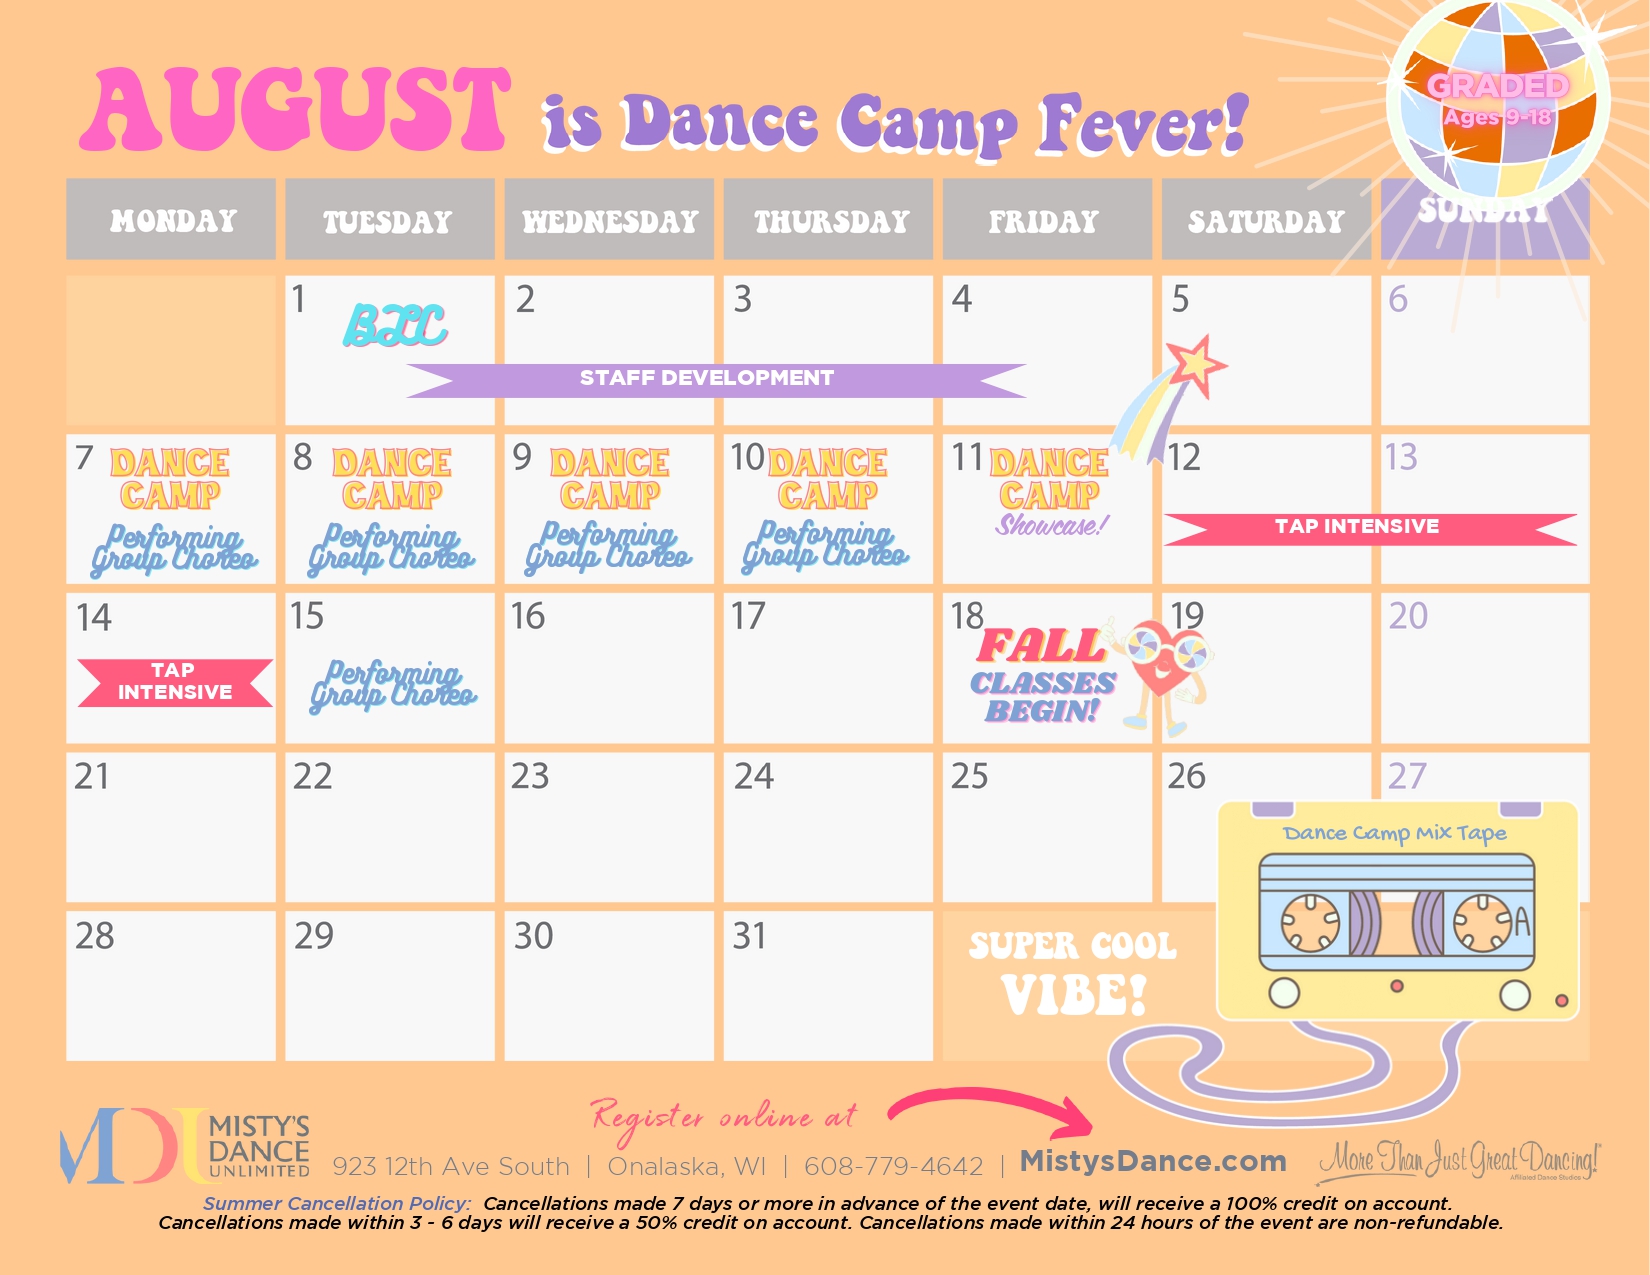 AUGUST is Dance Camp Fever!
GRADED
Ages 9-18
MONDAY TUESDAY WEDNESDAY THURSDAY FRIDAY SATURDAY SUNDAY
1 BLC 2 3 4 5 6
STAFF DEVELOPMENT
7 DANCE CAMP
Performing
Group Choreo
8 DANCE CAMP
Performing
Group Choreo
9 DANCE CAMP
Performing
Group Choreo
10 DANCE CAMP
Performing
Group Choreo
11 DANCE CAMP
Showcase!
12 13
TAP INTENSIVE
14
TAP
INTENSIVE
15
Performing
Group Choreo
16 17 18
FALL
CLASSES
BEGIN!
19 20
21 22 23 24 25 26 27
Dance Camp Mix Tape
A
28 29 30 31
SUPER COOL
VIBE!
Register online at
MDU MISTY'S
DANCE
UNLIMITED
923 12th Ave South | Onalaska, WI | 608-779-4642 | MistysDance.com
More Than Just Great Dancing!
Affiliated Dance Studios
Summer Cancellation Policy: Cancellations made 7 days or more in advance of the event date, will receive a 100% credit on account.
Cancellations made within 3 - 6 days will receive a 50% credit on account. Cancellations made within 24 hours of the event are non-refundable.